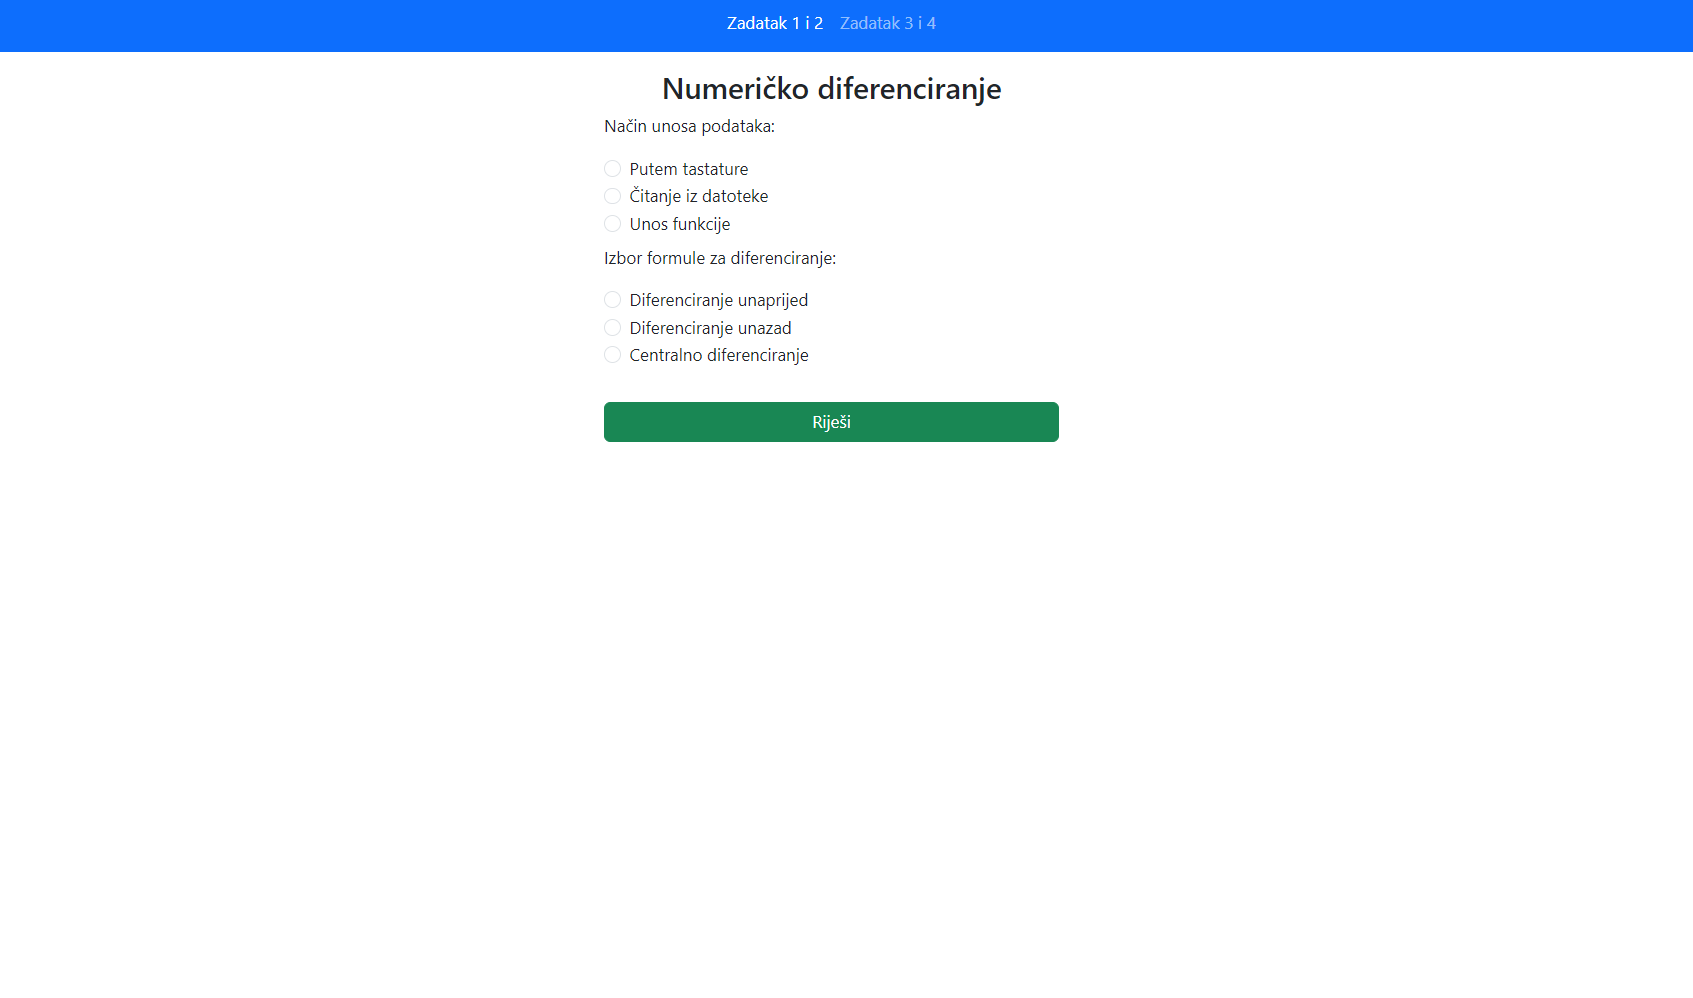 Zadatak 1 i 2 Zadatak 3 i 4
Numeričko diferenciranje
Način unosa podataka:
Putem tastature
Čitanje iz datoteke
Unos funkcije
Izbor formule za diferenciranje:
Diferenciranje unaprijed
Diferenciranje unazad
Centralno diferenciranje
Riješi